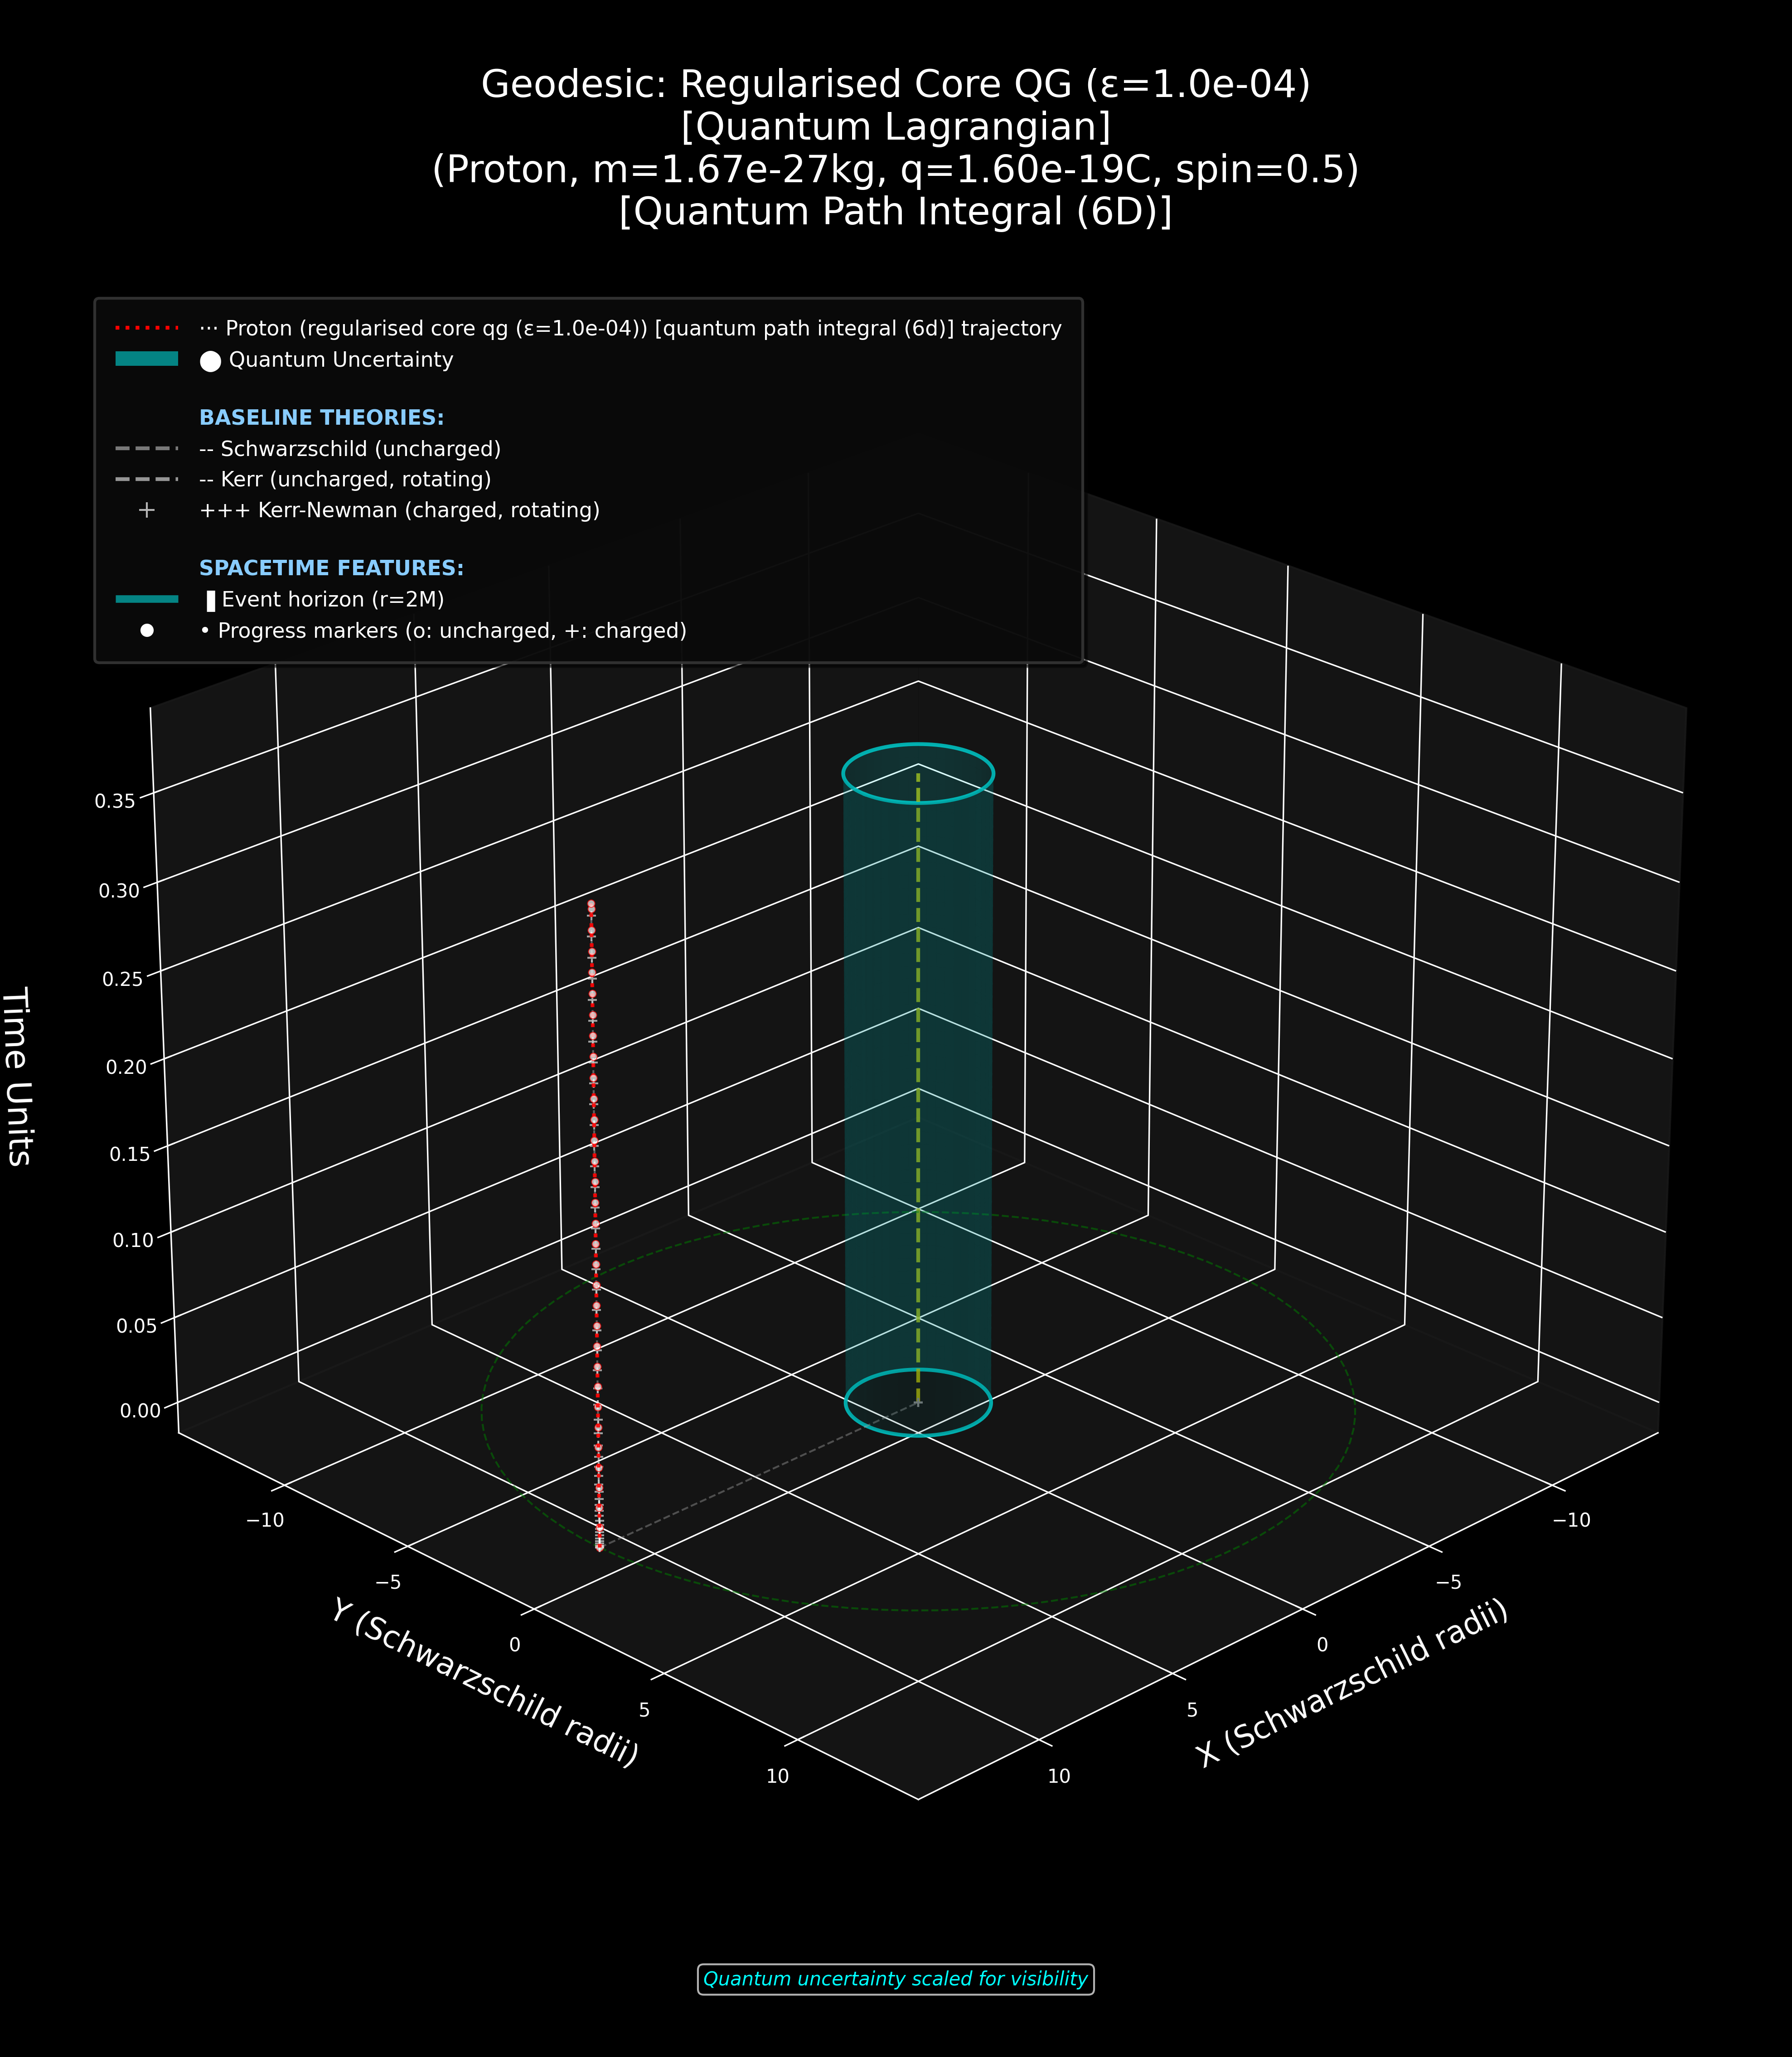 Geodesic: Regularised Core QG (ε=1.0e-04)
[Quantum Lagrangian]
(Proton, m=1.67e-27kg, q=1.60e-19C, spin=0.5)
[Quantum Path Integral (6D)]
··· Proton (regularised core qg (ε=1.0e-04)) [quantum path integral (6d)] trajectory
● Quantum Uncertainty
BASELINE THEORIES:
-- Schwarzschild (uncharged)
-- Kerr (uncharged, rotating)
+++ Kerr-Newman (charged, rotating)
SPACETIME FEATURES:
▌Event horizon (r=2M)
• Progress markers (o: uncharged, +: charged)
Time Units
0.35
0.30
0.25
0.20
0.15
0.10
0.05
0.00
−10
−5
0
5
10
Y (Schwarzschild radii)
−10
−5
0
5
10
X (Schwarzschild radii)
Quantum uncertainty scaled for visibility